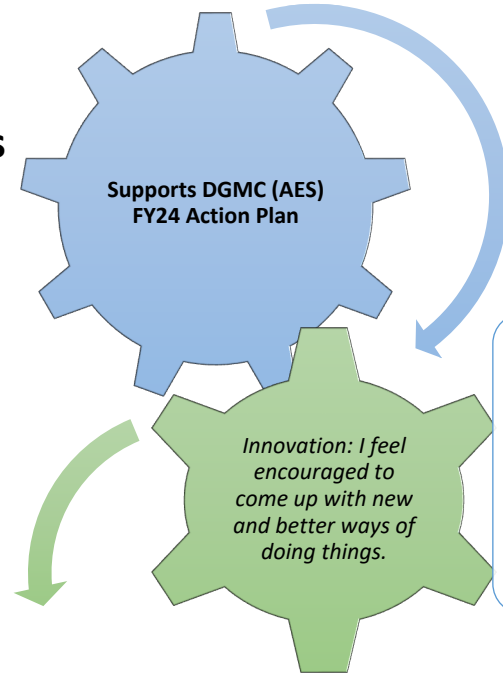 s
Supports DGMC (AES)
FY24 Action Plan
Innovation: I feel
encouraged to
come up with new
and better ways of
doing things.